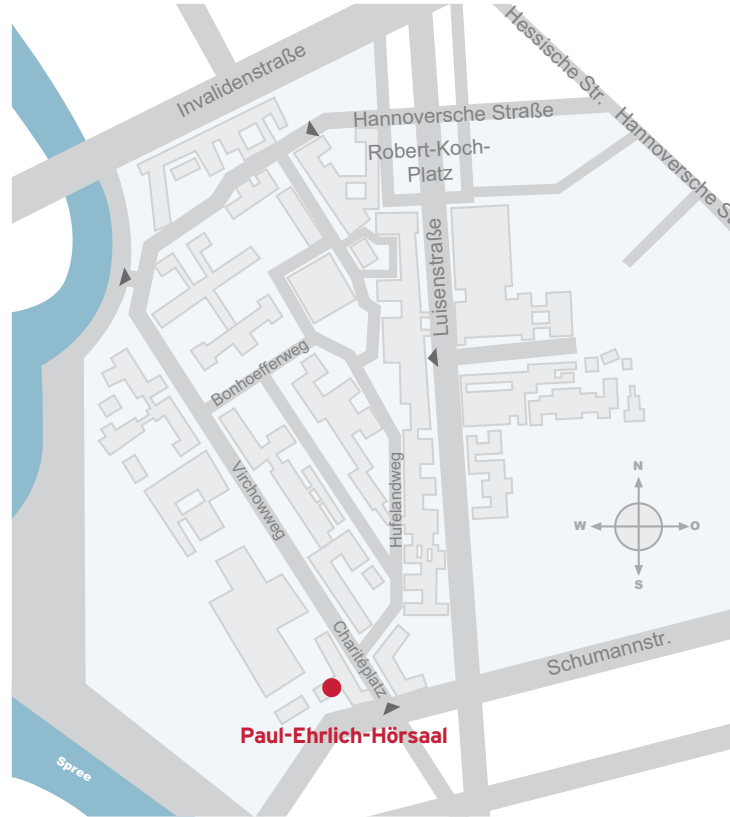 Hessische Str.
Invalidenstraße
Hannoversche Straße
Hannoversche St
Robert-Koch-
Platz
Luisenstraße
Bonhoefferweg
Virchowweg
Hufelandweg
N
W
O
S
Charitéplatz
Schumannstr.
Paul-Ehrlich-Hörsaal
Spree